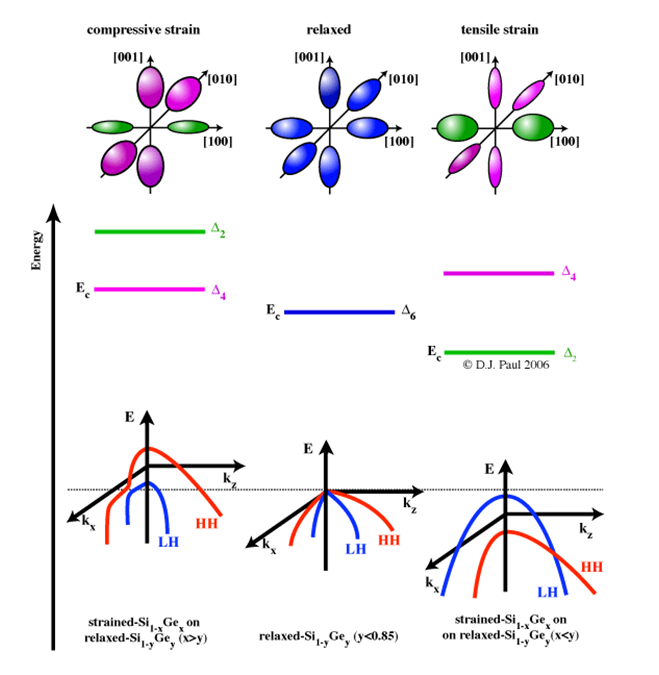 compressive strain
relaxed
tensile strain
[001]
[010]
[100]
[001]
[010]
[100]
[001]
[010]
[100]
Energy
Δ2
Ec
Δ4
Ec
Δ6
Δ4
Ec
Δ2
© D.J. Paul 2006
E
kz
kx
HH
LH
E
kz
kx
LH
HH
E
kz
kx
LH
HH
strained-Si1-xGex on
relaxed-Si1-yGey (x>y)
relaxed-Si1-yGey (y<0.85)
strained-Si1-xGex on
on relaxed-Si1-yGey(x<y)